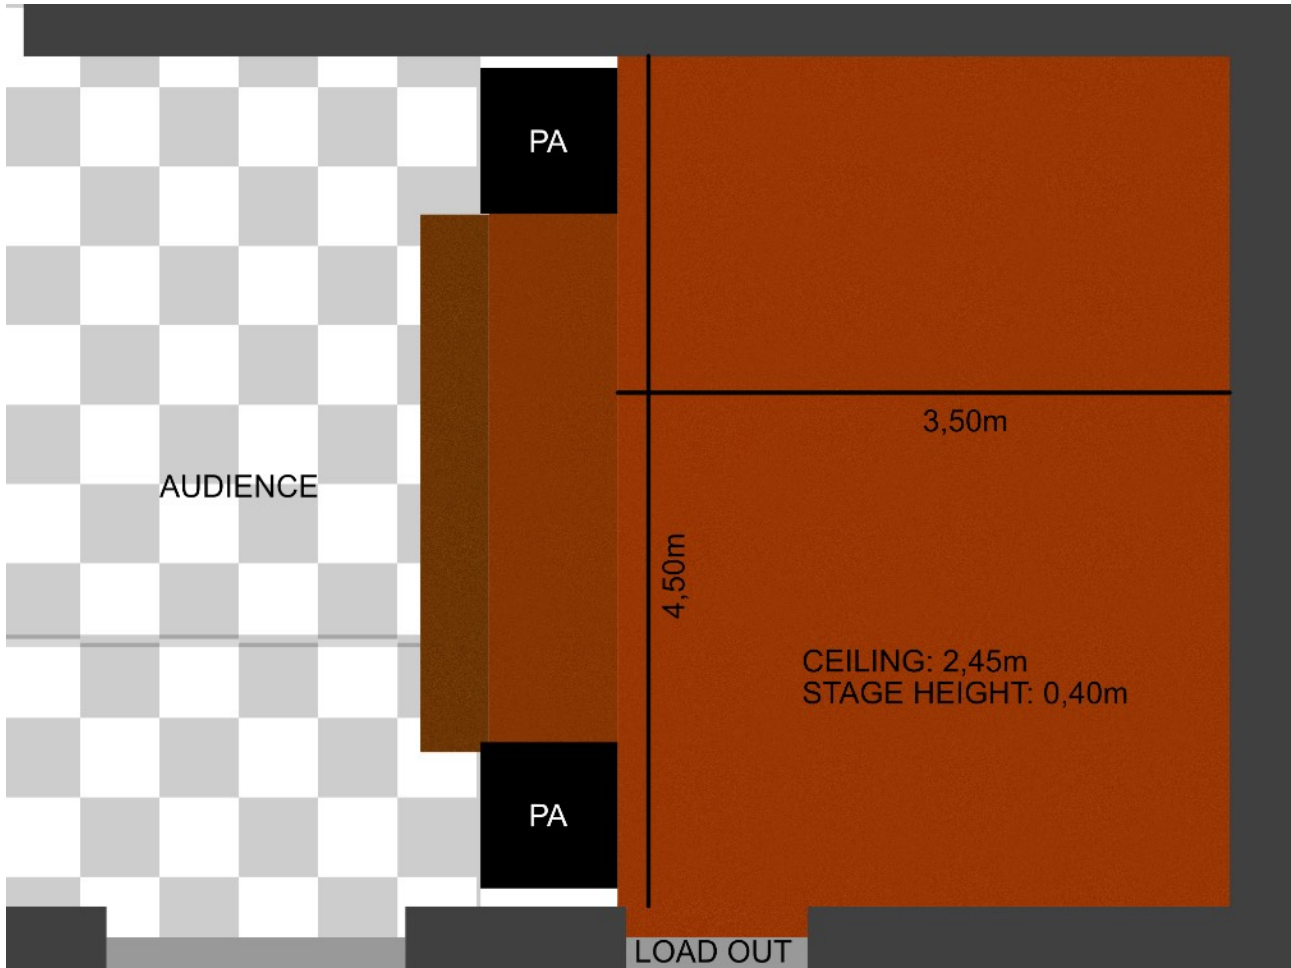 PA
3,50m
AUDIENCE
4,50m
CEILING: 2,45m
STAGE HEIGHT: 0,40m
PA
LOAD OUT